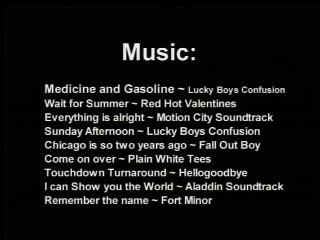 Music:
Medicine and Gasoline ~ Lucky Boys Confusion
Wait for Summer ~ Red Hot Valentines
Everything is alright ~ Motion City Soundtrack
Sunday Afternoon ~ Lucky Boys Confusion
Chicago is so two years ago ~ Fall Out Boy
Come on over ~ Plain White Tees
Touchdown Turnaround ~ Hellogoodbye
I can Show you the World ~ Aladdin Soundtrack
Remember the name ~ Fort Minor